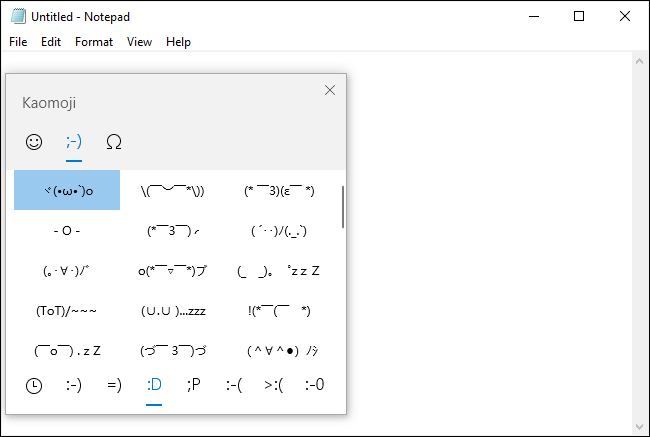 Untitled - Notepad
File Edit Format View Help
Kaomoji
;-) Ω
ヾ(•ω•`)o \(￣︶￣*\)) (*￣3)(ε￣*)
- O - (*￣3￣)╭ ( ´･･)ﾉ(._.`)
(｡･∀･)ﾉﾞ o(*￣▽￣*)ブ (_　_)。゜zｚＺ
(ToT)/~~~ (∪.∪ )...zzz !(*￣(￣　*)
(￣o￣) . z Z (づ￣ 3￣)づ ( ^∀^●)ﾉｼ
:-) =) :D ;P :-( >:( :-0